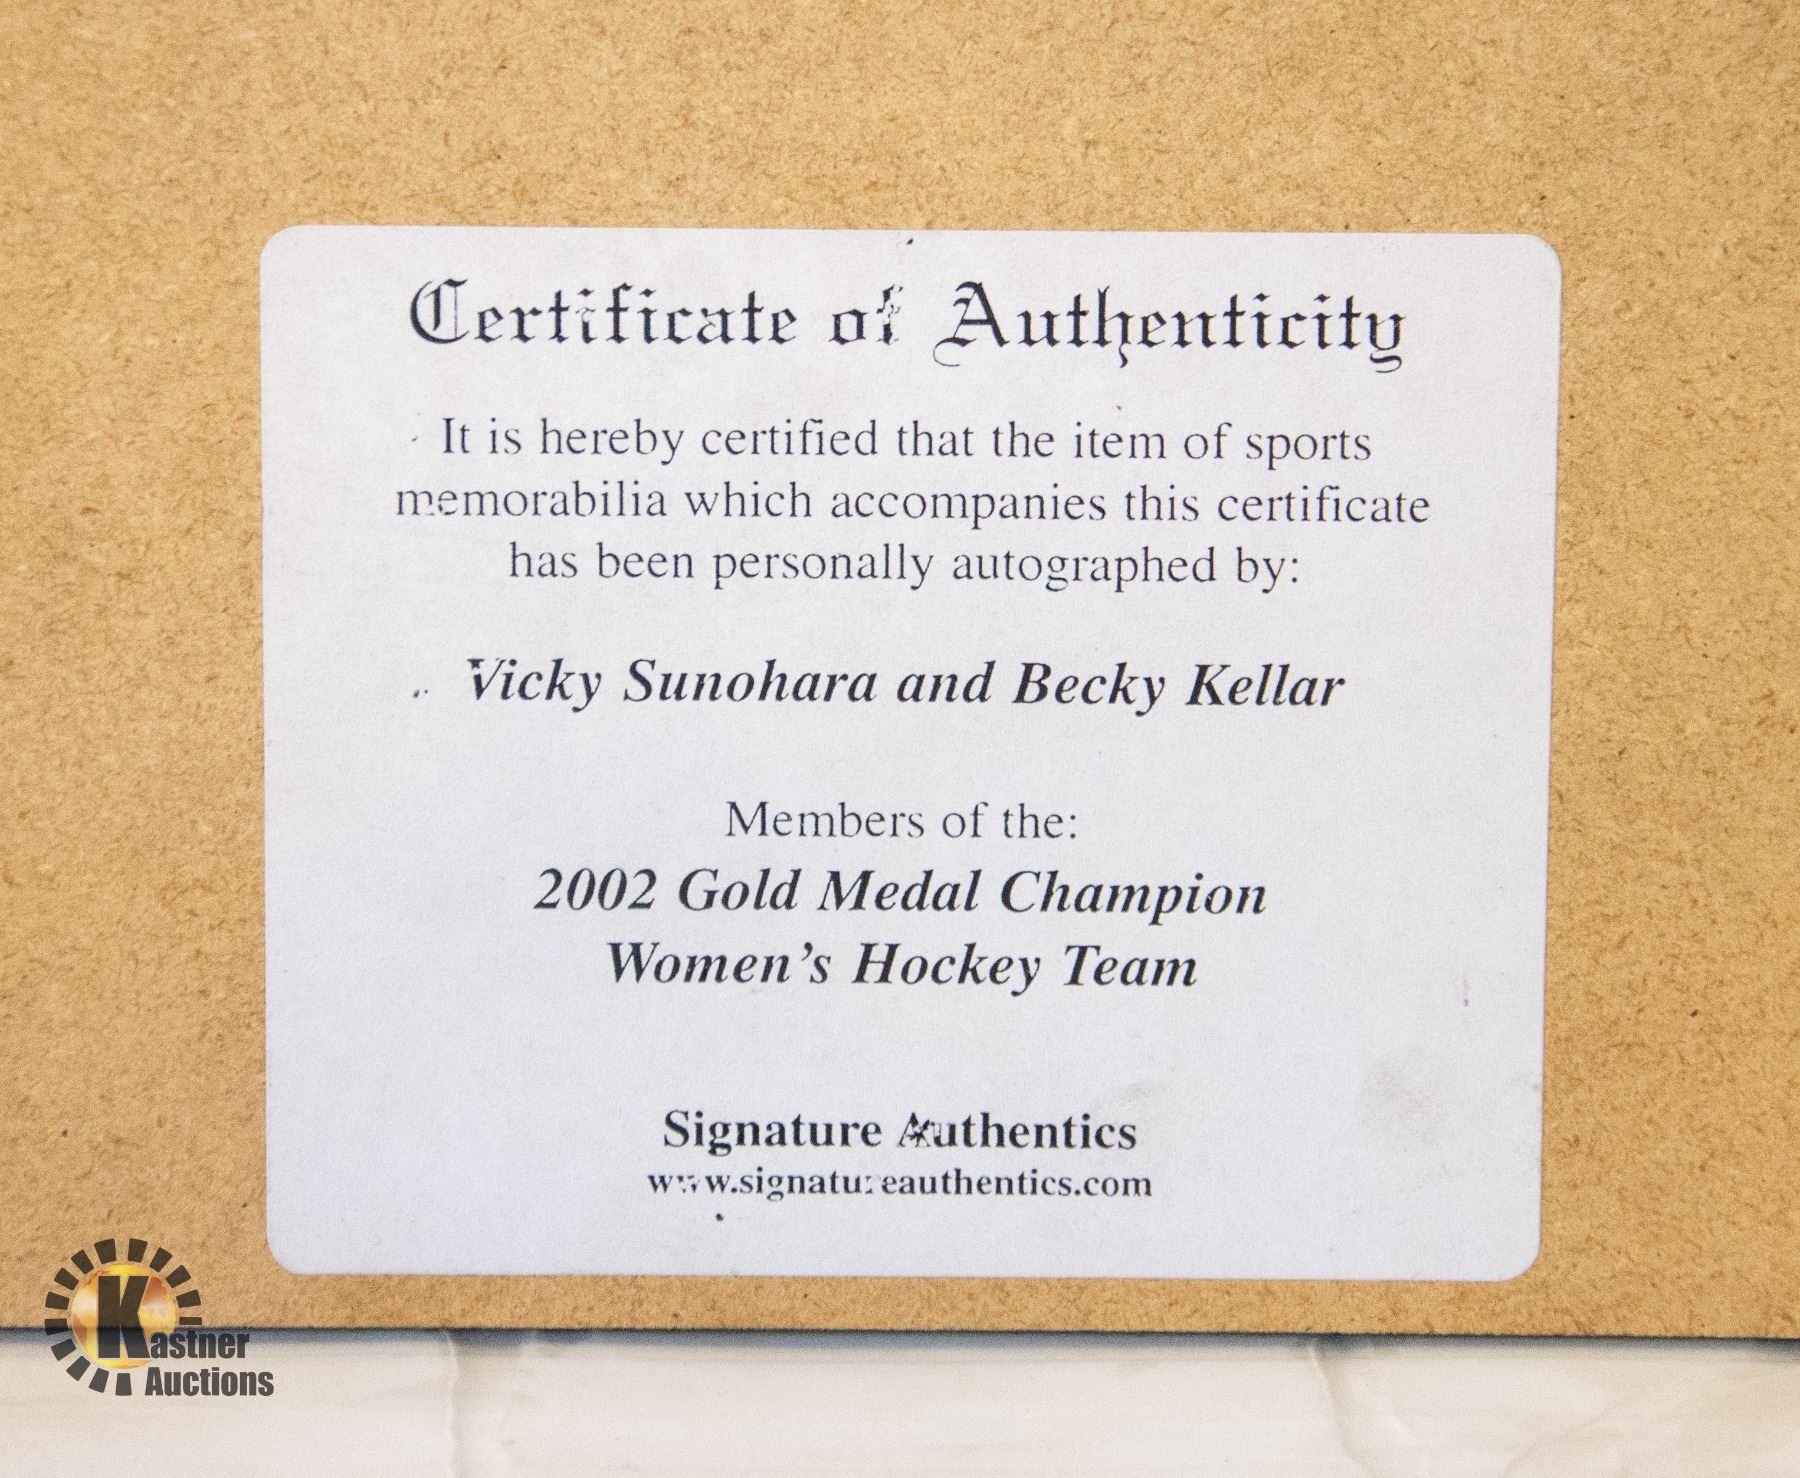 Certificate of Authenticity
It is hereby certified that the item of sports
memorabilia which accompanies this certificate
has been personally autographed by:
Vicky Sunohara and Becky Kellar
Members of the:
2002 Gold Medal Champion
Women's Hockey Team
Signature Authentics
www.signatureauthentics.com
Kastner
Auctions